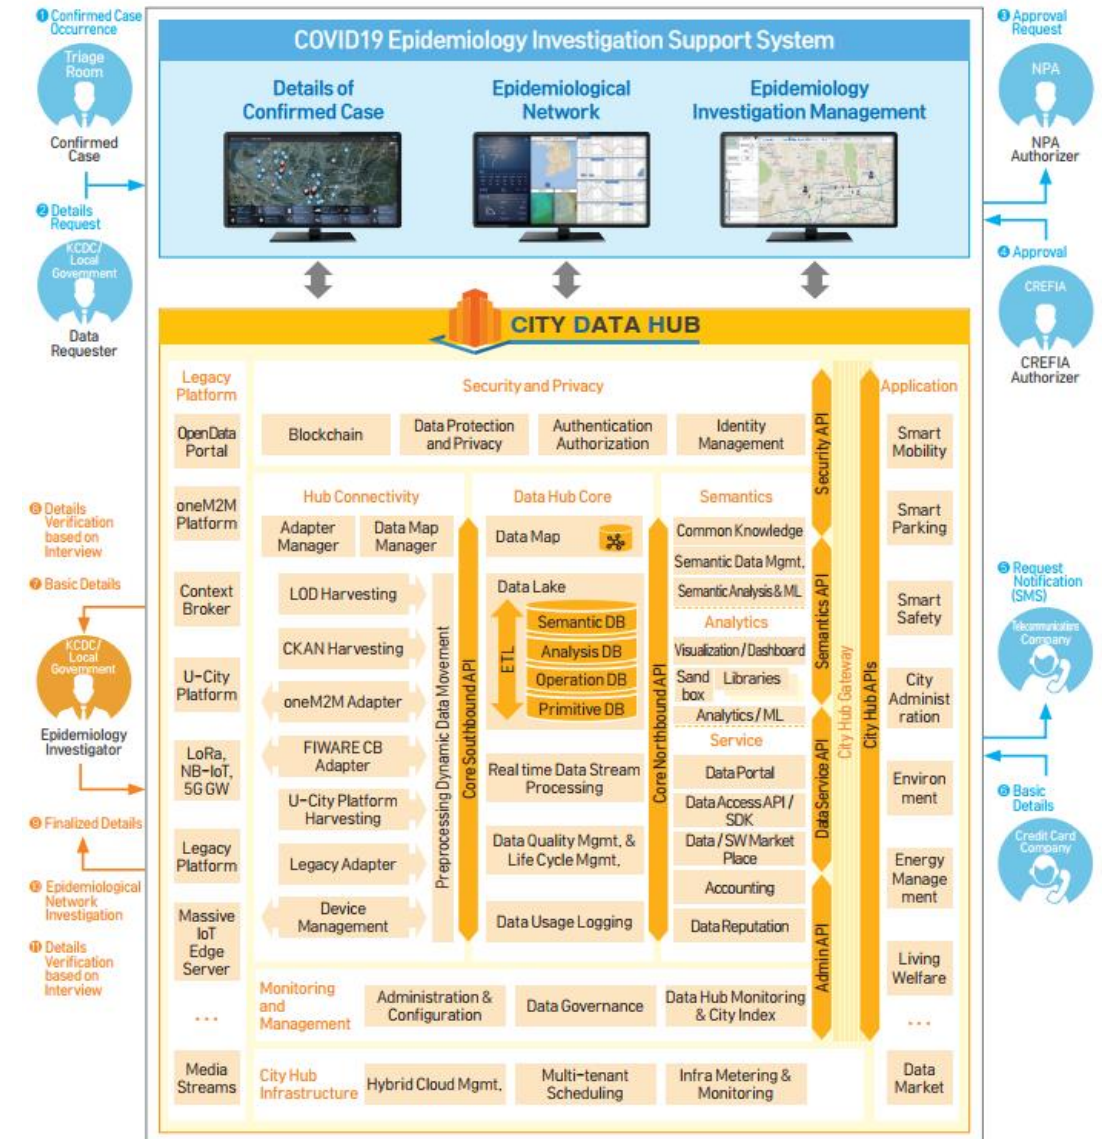 ❶ Confirmed Case
Occurrence
Triage
Room
Confirmed
Case
❷ Details
Request
KCDC/
Local
Government
Data
Requester
COVID19 Epidemiology Investigation Support System
Details of
Confirmed Case
Epidemiological
Network
Epidemiology
Investigation Management
❸ Approval
Request
NPA
NPA
Authorizer
❹ Approval
CREFIA
CREFIA
Authorizer
CITY DATA HUB
Legacy
Platform
OpenData
Portal
oneM2M
Platform
Context
Broker
U-City
Platform
LoRa,
NB-IoT,
5G GW
Legacy
Platform
Massive
IoT
Edge
Server
...
Media
Streams
Security and Privacy
Blockchain
Data Protection
and Privacy
Authentication
Authorization
Identity
Management
Hub Connectivity
Adapter
Manager
Data Map
Manager
LOD Harvesting
CKAN Harvesting
oneM2M Adapter
FIWARE CB
Adapter
U-City Platform
Harvesting
Legacy Adapter
Device
Management
Preprocessing Dynamic Data Movement
Core Southbound API
Data Hub Core
Data Map
Data Lake
ETL
Semantic DB
Analysis DB
Operation DB
Primitive DB
Real time Data Stream
Processing
Data Quality Mgmt. &
Life Cycle Mgmt.
Data Usage Logging
Core Northbound API
Semantics
Common Knowledge
Semantic Data Mgmt.
Semantic Analysis & ML
Analytics
Visualization / Dashboard
Sand
box
Libraries
Analytics / ML
Service
Data Portal
Data Access API /
SDK
Data / SW Market
Place
Accounting
Data Reputation
Security API
Semantics API
Data Service API
Admin API
City Hub Gateway
City Hub APIs
Monitoring
and
Management
Administration &
Configuration
Data Governance
Data Hub Monitoring
& City Index
City Hub
Infrastructure
Hybrid Cloud Mgmt.
Multi-tenant
Scheduling
Infra Metering &
Monitoring
Application
Smart
Mobility
Smart
Parking
Smart
Safety
City
Administ
ration
Environ
ment
Energy
Manage
ment
Living
Welfare
...
Data
Market
❽ Details
Verification
based on
Interview
❼ Basic Details
KCDC/
Local
Government
Epidemiology
Investigator
❾ Finalized Details
❿ Epidemiological
Network
Investigation
⓫ Details
Verification
based on
Interview
❺ Request
Notification
(SMS)
Telecommunications
Company
❻ Basic
Details
Credit Card
Company